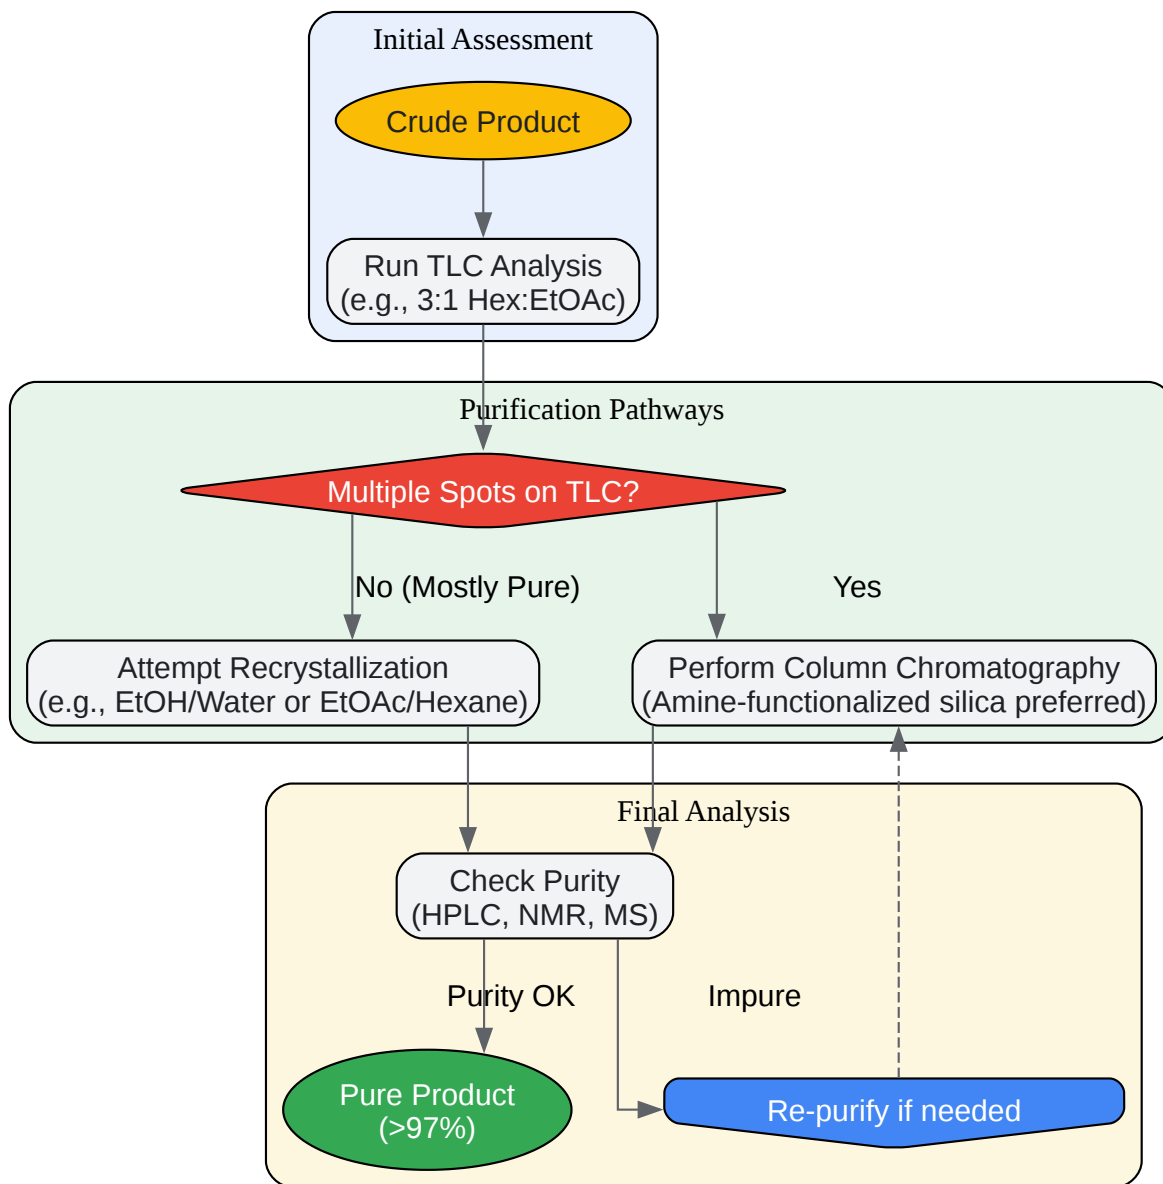 Initial Assessment
Crude Product
Run TLC Analysis
(e.g., 3:1 Hex:EtOAc)
Purification Pathways
Multiple Spots on TLC?
No (Mostly Pure)
Yes
Attempt Recrystallization
(e.g., EtOH/Water or EtOAc/Hexane)
Perform Column Chromatography
(Amine-functionalized silica preferred)
Final Analysis
Check Purity
(HPLC, NMR, MS)
Purity OK
Impure
Pure Product
(>97%)
Re-purify if needed